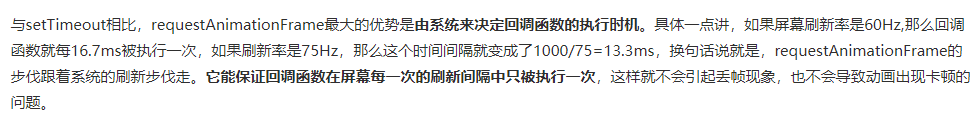 与setTimeout相比，requestAnimationFrame最大的优势是由系统来决定回调函数的执行时机。具体一点讲，如果屏幕刷新率是60Hz,那么回调
函数就每16.7ms被执行一次，如果刷新率是75Hz，那么这个时间间隔就变成了1000/75=13.3ms，换句话说就是，requestAnimationFrame的
步伐跟着系统的刷新步伐走。它能保证回调函数在屏幕每一次的刷新间隔中只被执行一次，这样就不会引起丢帧现象，也不会导致动画出现卡顿的
问题。